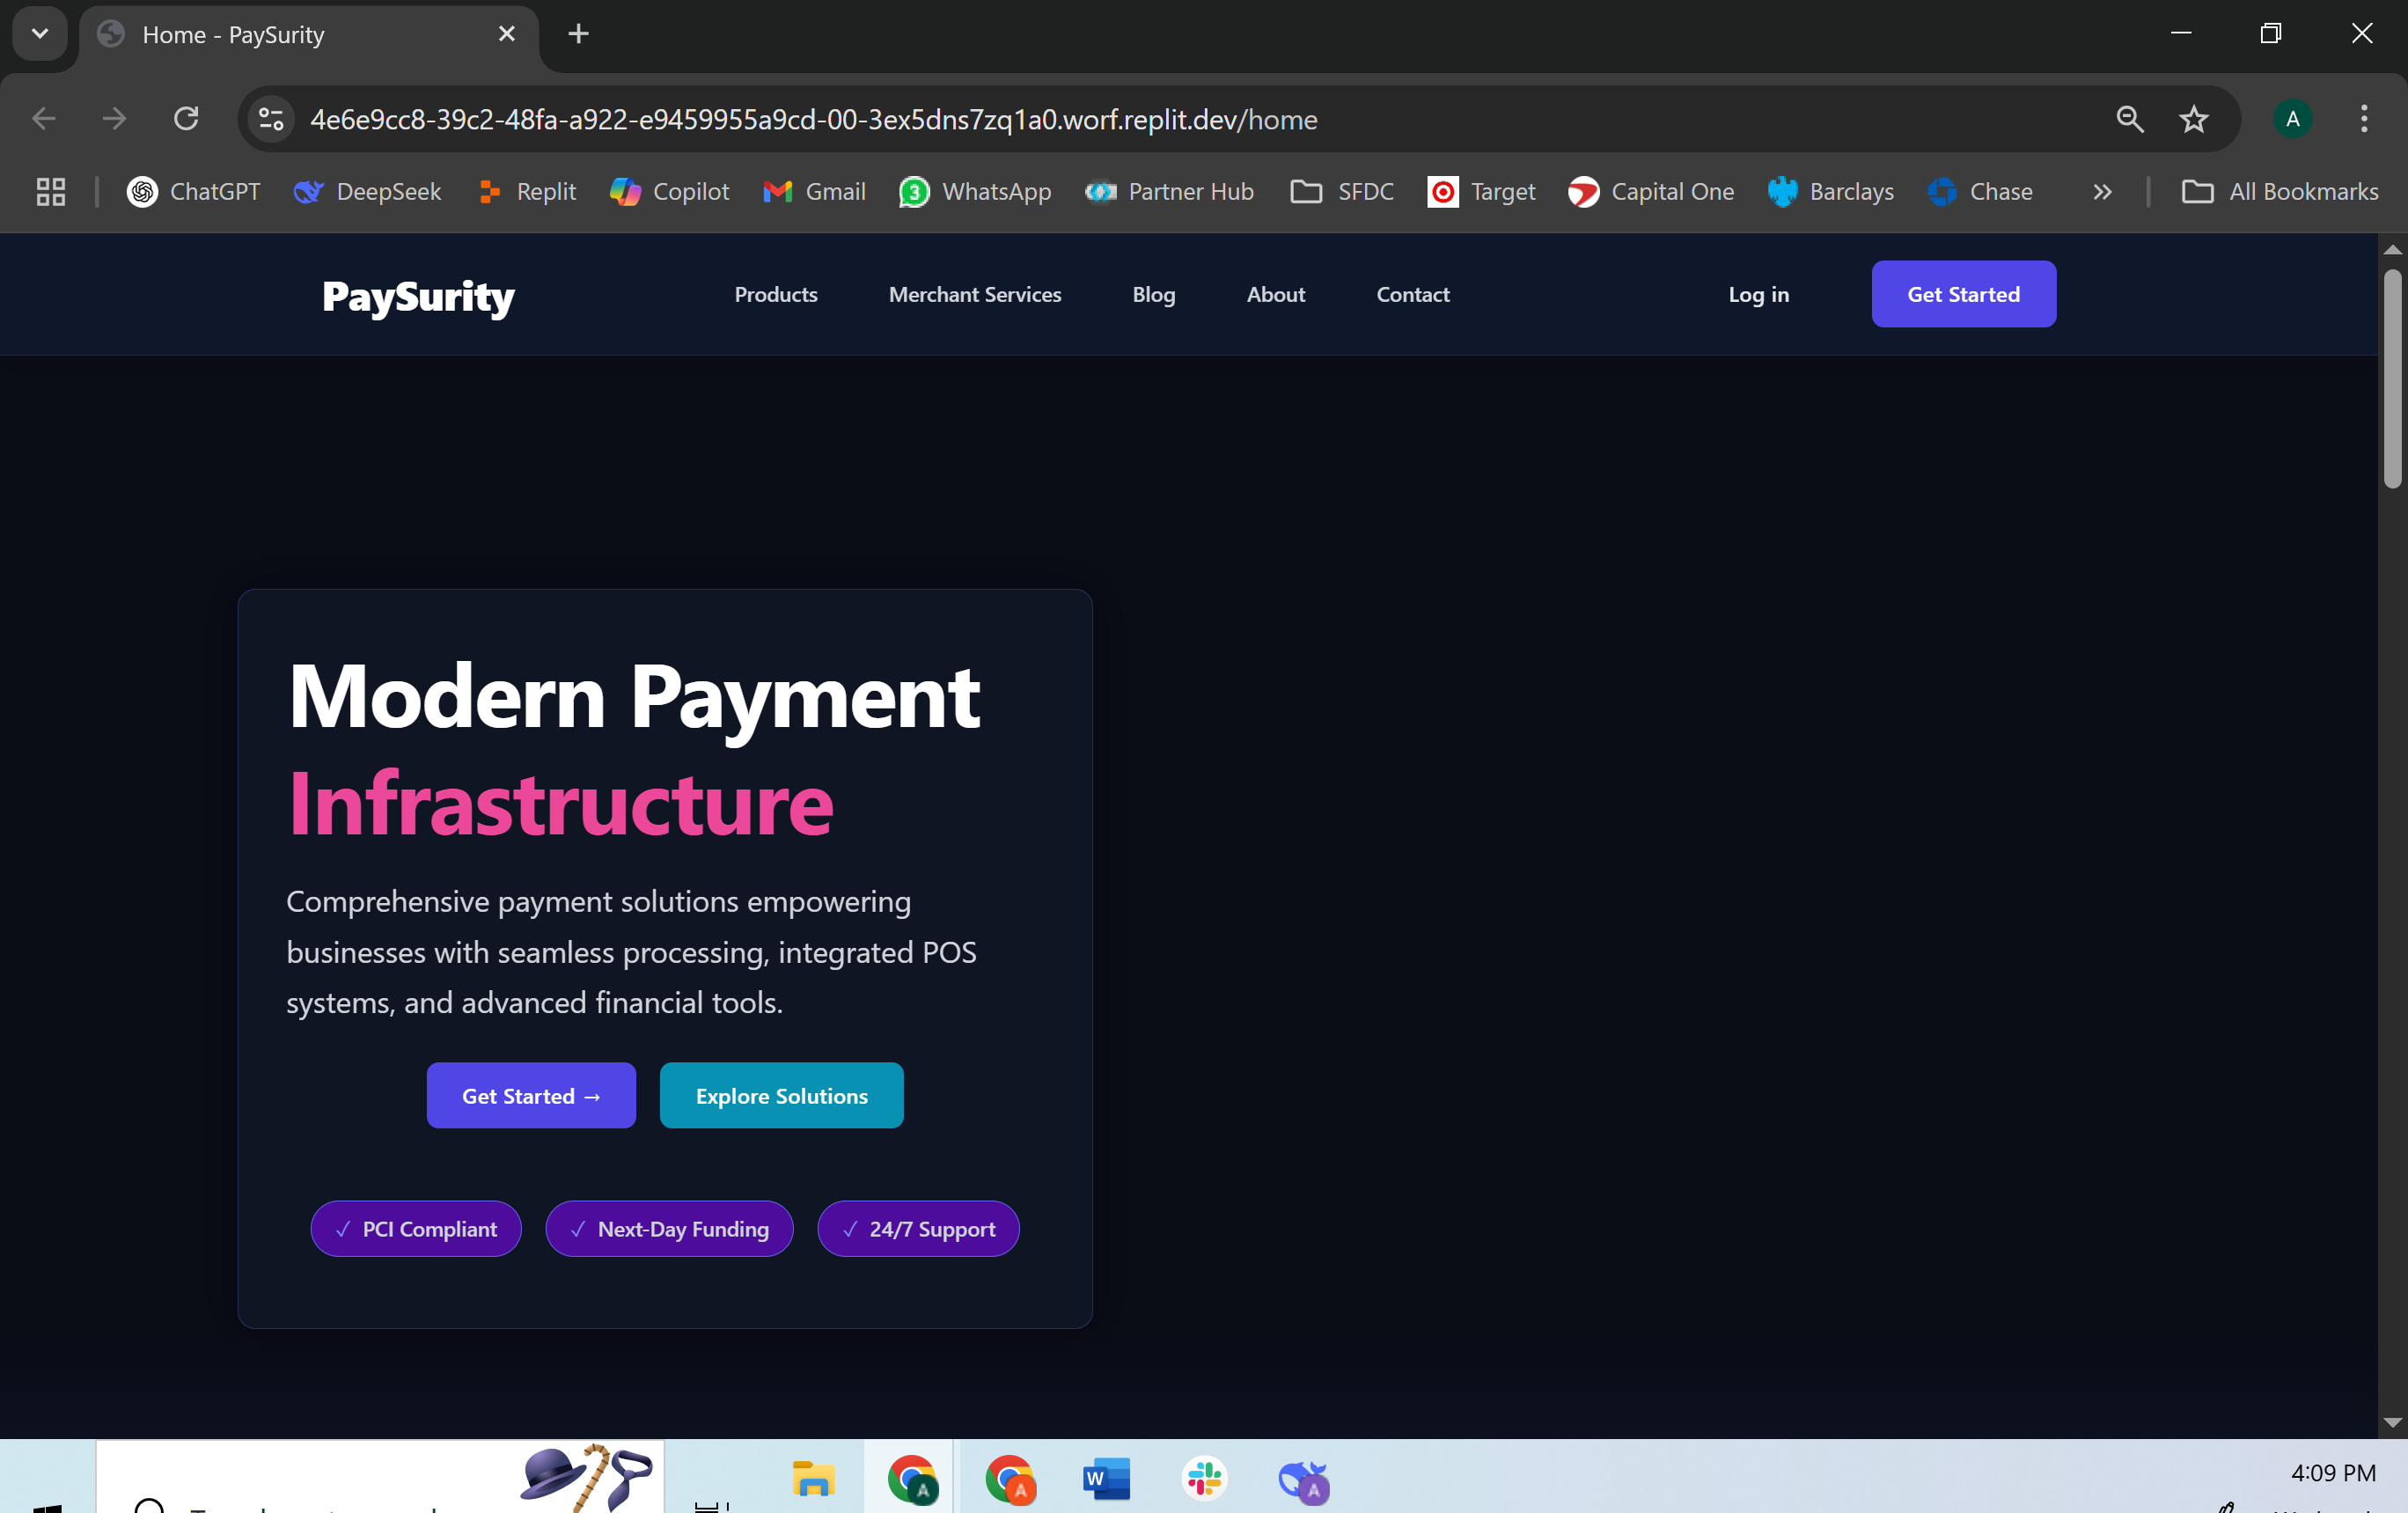 Home - PaySurity
4e6e9cc8-39c2-48fa-a922-e9459955a9cd-00-3ex5dns7zq1a0.worf.replit.dev/home
A
ChatGPT DeepSeek Replit Copilot Gmail 3 WhatsApp Partner Hub SFDC Target Capital One Barclays Chase All Bookmarks
PaySurity Products Merchant Services Blog About Contact Log in Get Started
Modern Payment
Infrastructure
Comprehensive payment solutions empowering
businesses with seamless processing, integrated POS
systems, and advanced financial tools.
Get Started → Explore Solutions
✓ PCI Compliant ✓ Next-Day Funding ✓ 24/7 Support
A A W A
4:09 PM